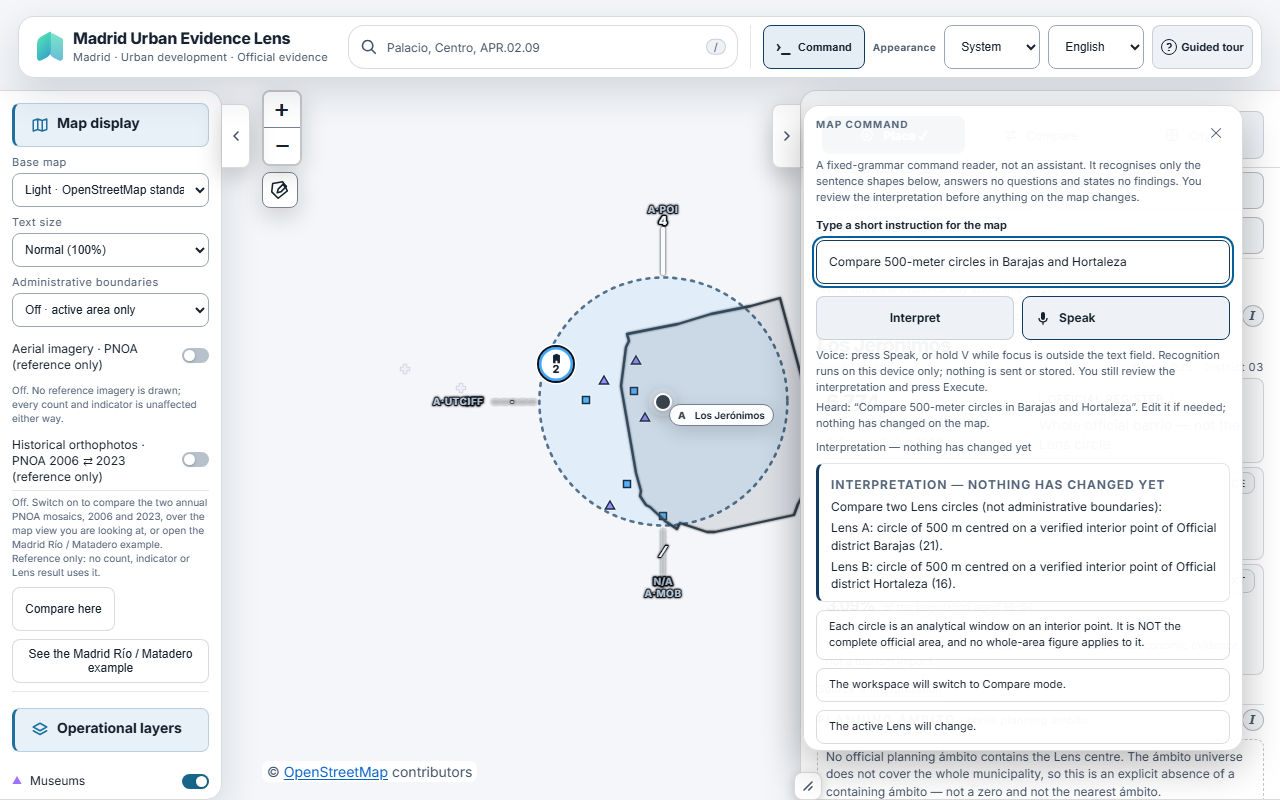 Madrid Urban Evidence Lens
Madrid · Urban development · Official evidence
Palacio, Centro, APR.02.09
/
Command
Appearance
System
English
Guided tour
Map display
Base map
Light · OpenStreetMap standa
Text size
Normal (100%)
Administrative boundaries
Off · active area only
Aerial imagery · PNOA
(reference only)
Off. No reference imagery is drawn;
every count and indicator is unaffected
either way.
Historical orthophotos ·
PNOA 2006 ⇄ 2023
(reference only)
Off. Switch on to compare the two annual
PNOA mosaics, 2006 and 2023, over the
map view you are looking at, or open the
Madrid Río / Matadero example.
Reference only: no count, indicator or
Lens result uses it.
Compare here
See the Madrid Río / Matadero
example
Operational layers
Museums
+
−
A-POI
4
2
A-UTCIFF
-
A Los Jerónimos
N/A
A-MOB
© OpenStreetMap contributors
MAP COMMAND
A fixed-grammar command reader, not an assistant. It recognises only the
sentence shapes below, answers no questions and states no findings. You
review the interpretation before anything on the map changes.
Type a short instruction for the map
Compare 500-meter circles in Barajas and Hortaleza
Interpret
Speak
Voice: press Speak, or hold V while focus is outside the text field. Recognition
runs on this device only; nothing is sent or stored. You still review the
interpretation and press Execute.
Heard: “Compare 500-meter circles in Barajas and Hortaleza”. Edit it if needed;
nothing has changed on the map.
Interpretation — nothing has changed yet
INTERPRETATION — NOTHING HAS CHANGED YET
Compare two Lens circles (not administrative boundaries):
Lens A: circle of 500 m centred on a verified interior point of Official
district Barajas (21).
Lens B: circle of 500 m centred on a verified interior point of Official
district Hortaleza (16).
Each circle is an analytical window on an interior point. It is NOT the
complete official area, and no whole-area figure applies to it.
The workspace will switch to Compare mode.
The active Lens will change.
No official planning ámbito contains the Lens centre. The ámbito universe
does not cover the whole municipality, so this is an explicit absence of a
containing ámbito — not a zero and not the nearest ámbito.